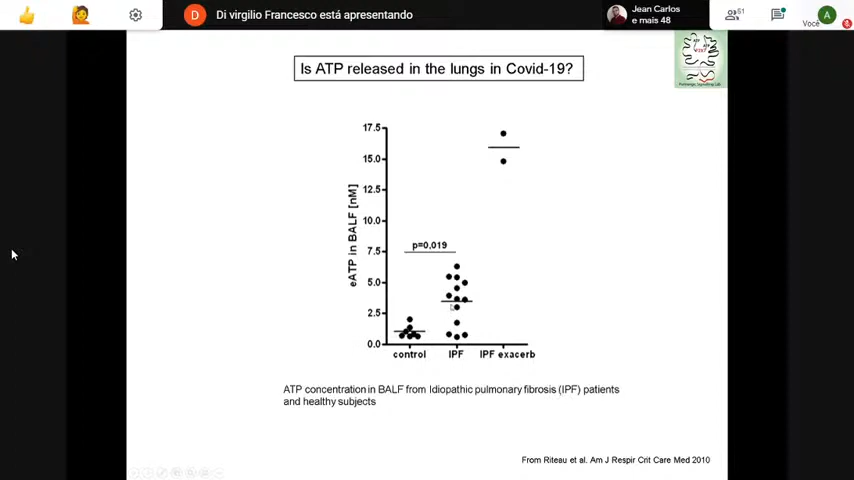 D Di virgilio Francesco está apresentando
Jean Carlos
e mais 48
51
Você
A
Is ATP released in the lungs in Covid-19?
17.5
15.0
12.5
10.0
7.5
5.0
2.5
0.0
eATP in BALF [nM]
p=0,019
control IPF IPF exacerb
ATP concentration in BALF from Idiopathic pulmonary fibrosis (IPF) patients
and healthy subjects
From Riteau et al. Am J Respir Crit Care Med 2010